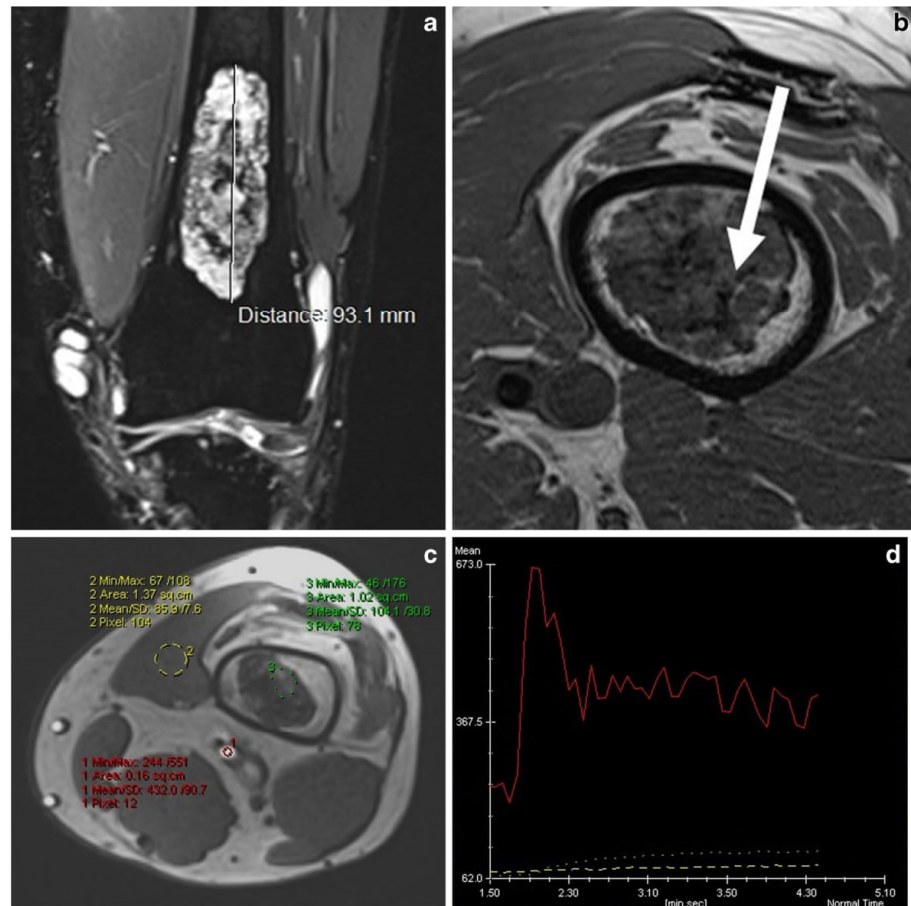 a
Distance: 93.1 mm
b
c
2 Min/Max: 67 /108
2 Area: 1.37 sq.cm
2 Mean/SD: 85.9 /7.6
2 Pixel: 104
3 Min/Max: 46 /176
3 Area: 1.02 sq.cm
3 Mean/SD: 104.1 /30.8
3 Pixel: 78
2
3
1
1 Min/Max: 244 /551
1 Area: 0.16 sq.cm
1 Mean/SD: 432.0 /90.7
1 Pixel: 12
d
Mean
673.0
367.5
62.0
1.50 2.30 3.10 3.50 4.30 5.10
[min sec] Normal Time